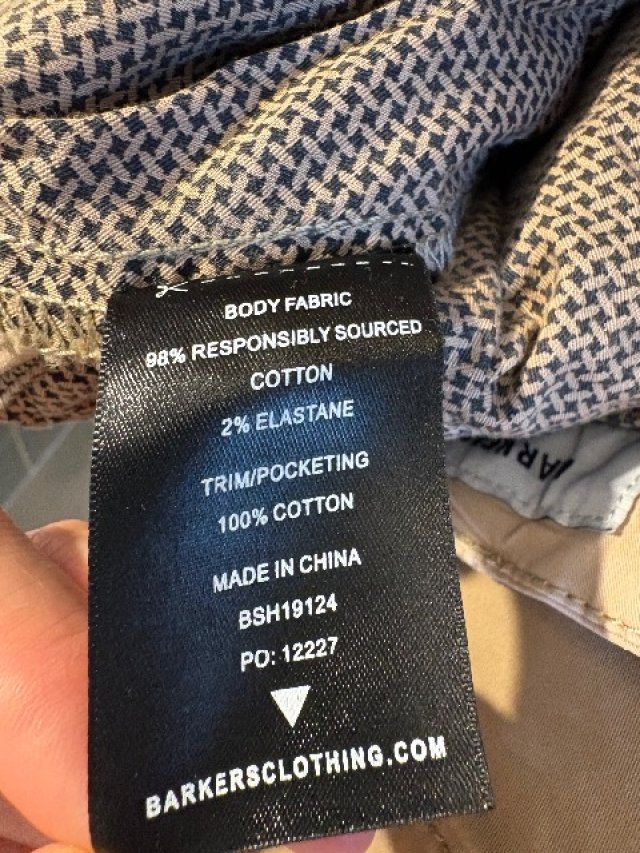 BODY FABRIC
98% RESPONSIBLY SOURCED
COTTON
2% ELASTANE
TRIM/POCKETING
100% COTTON
MADE IN CHINA
BSH19124
PO: 12227
BARKERSCLOTHING.COM